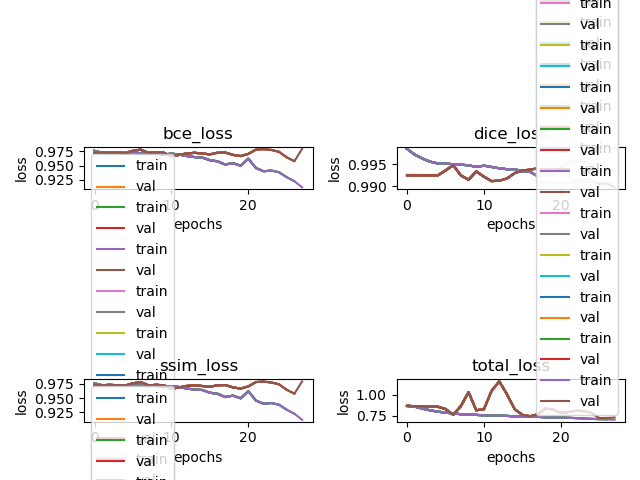 train
val
train
val
train
val
train
val
train
val
train
val
train
val
train
val
train
val
train
val
bce_loss
loss
0.975
0.950
0.925
0
10
20
epochs
train
val
train
val
train
val
train
val
train
val
train
dice_loss
loss
0.995
0.990
0
10
20
epochs
ssim_loss
loss
0.975
0.950
0.925
0
10
20
epochs
train
val
train
val
train
total_loss
loss
1.00
0.75
0
10
20
epochs